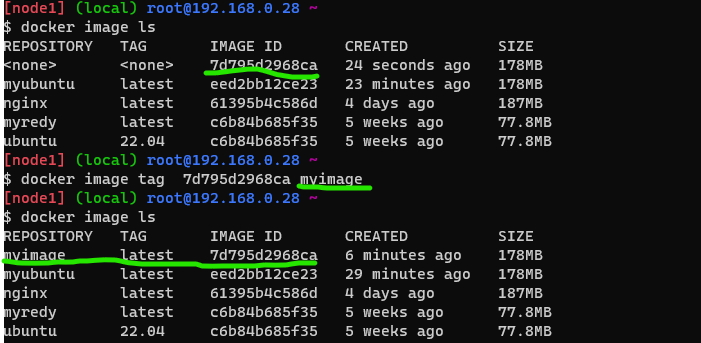 [node1] (local) root@192.168.0.28 ~
$ docker image ls
REPOSITORY TAG IMAGE ID CREATED SIZE
<none> <none> 7d795d2968ca 24 seconds ago 178MB
myubuntu latest eed2bb12ce23 23 minutes ago 178MB
nginx latest 61395b4c586d 4 days ago 187MB
myredy latest c6b84b685f35 5 weeks ago 77.8MB
ubuntu 22.04 c6b84b685f35 5 weeks ago 77.8MB
[node1] (local) root@192.168.0.28 ~
$ docker image tag 7d795d2968ca myimage
[node1] (local) root@192.168.0.28 ~
$ docker image ls
REPOSITORY TAG IMAGE ID CREATED SIZE
myimage latest 7d795d2968ca 6 minutes ago 178MB
myubuntu latest eed2bb12ce23 29 minutes ago 178MB
nginx latest 61395b4c586d 4 days ago 187MB
myredy latest c6b84b685f35 5 weeks ago 77.8MB
ubuntu 22.04 c6b84b685f35 5 weeks ago 77.8MB